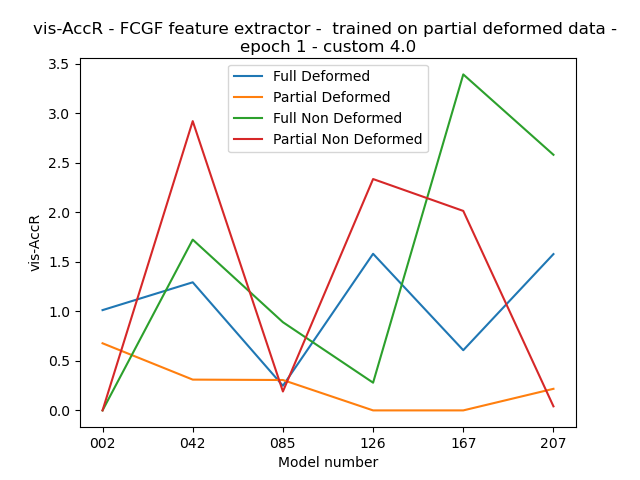 vis-AccR - FCGF feature extractor -  trained on partial deformed data -
epoch 1 - custom 4.0
Full Deformed
Partial Deformed
Full Non Deformed
Partial Non Deformed
3.5
3.0
2.5
2.0
1.5
1.0
0.5
0.0
vis-AccR
002 042 085 126 167 207
Model number